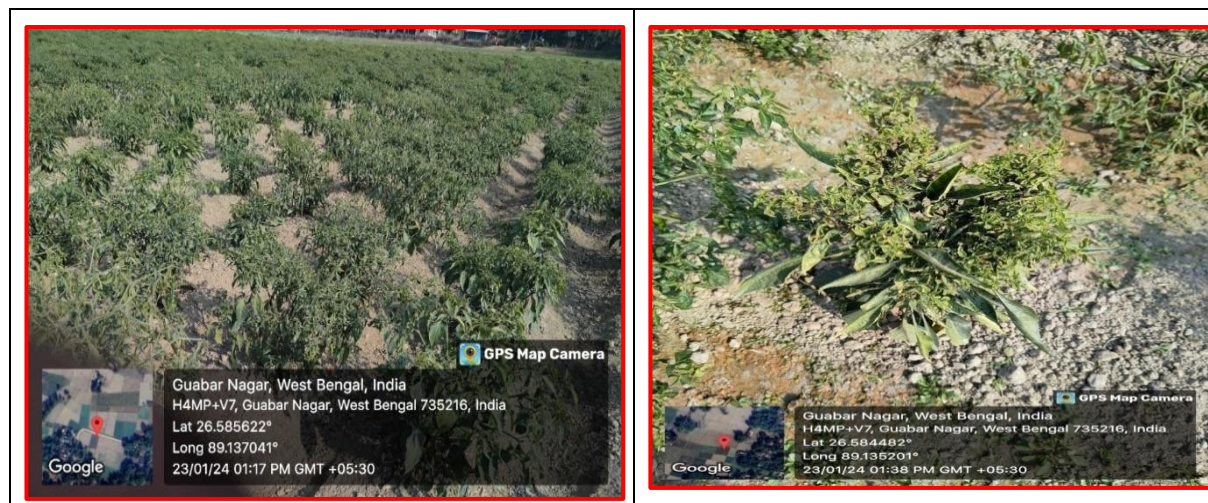 GPS Map Camera
Guabar Nagar, West Bengal, India
H4MP+V7, Guabar Nagar, West Bengal 735216, India
Lat 26.585622°
Long 89.137041°
23/01/24 01:17 PM GMT +05:30
Google
GPS Map Camera
Guabar Nagar, West Bengal, India
H4MP+V7, Guabar Nagar, West Bengal 735216, India
Lat 26.584482°
Long 89.135201°
23/01/24 01:38 PM GMT +05:30
Google